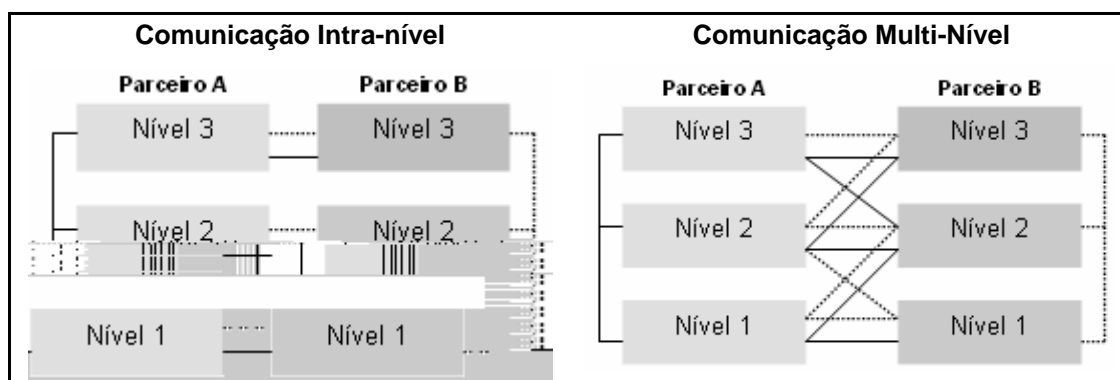 Comunicação Intra-nível
Parceiro A Parceiro B
Nível 3 Nível 3
Nível 2 Nível 2
Nível 1 Nível 1
Comunicação Multi-Nível
Parceiro A Parceiro B
Nível 3 Nível 3
Nível 2 Nível 2
Nível 1 Nível 1